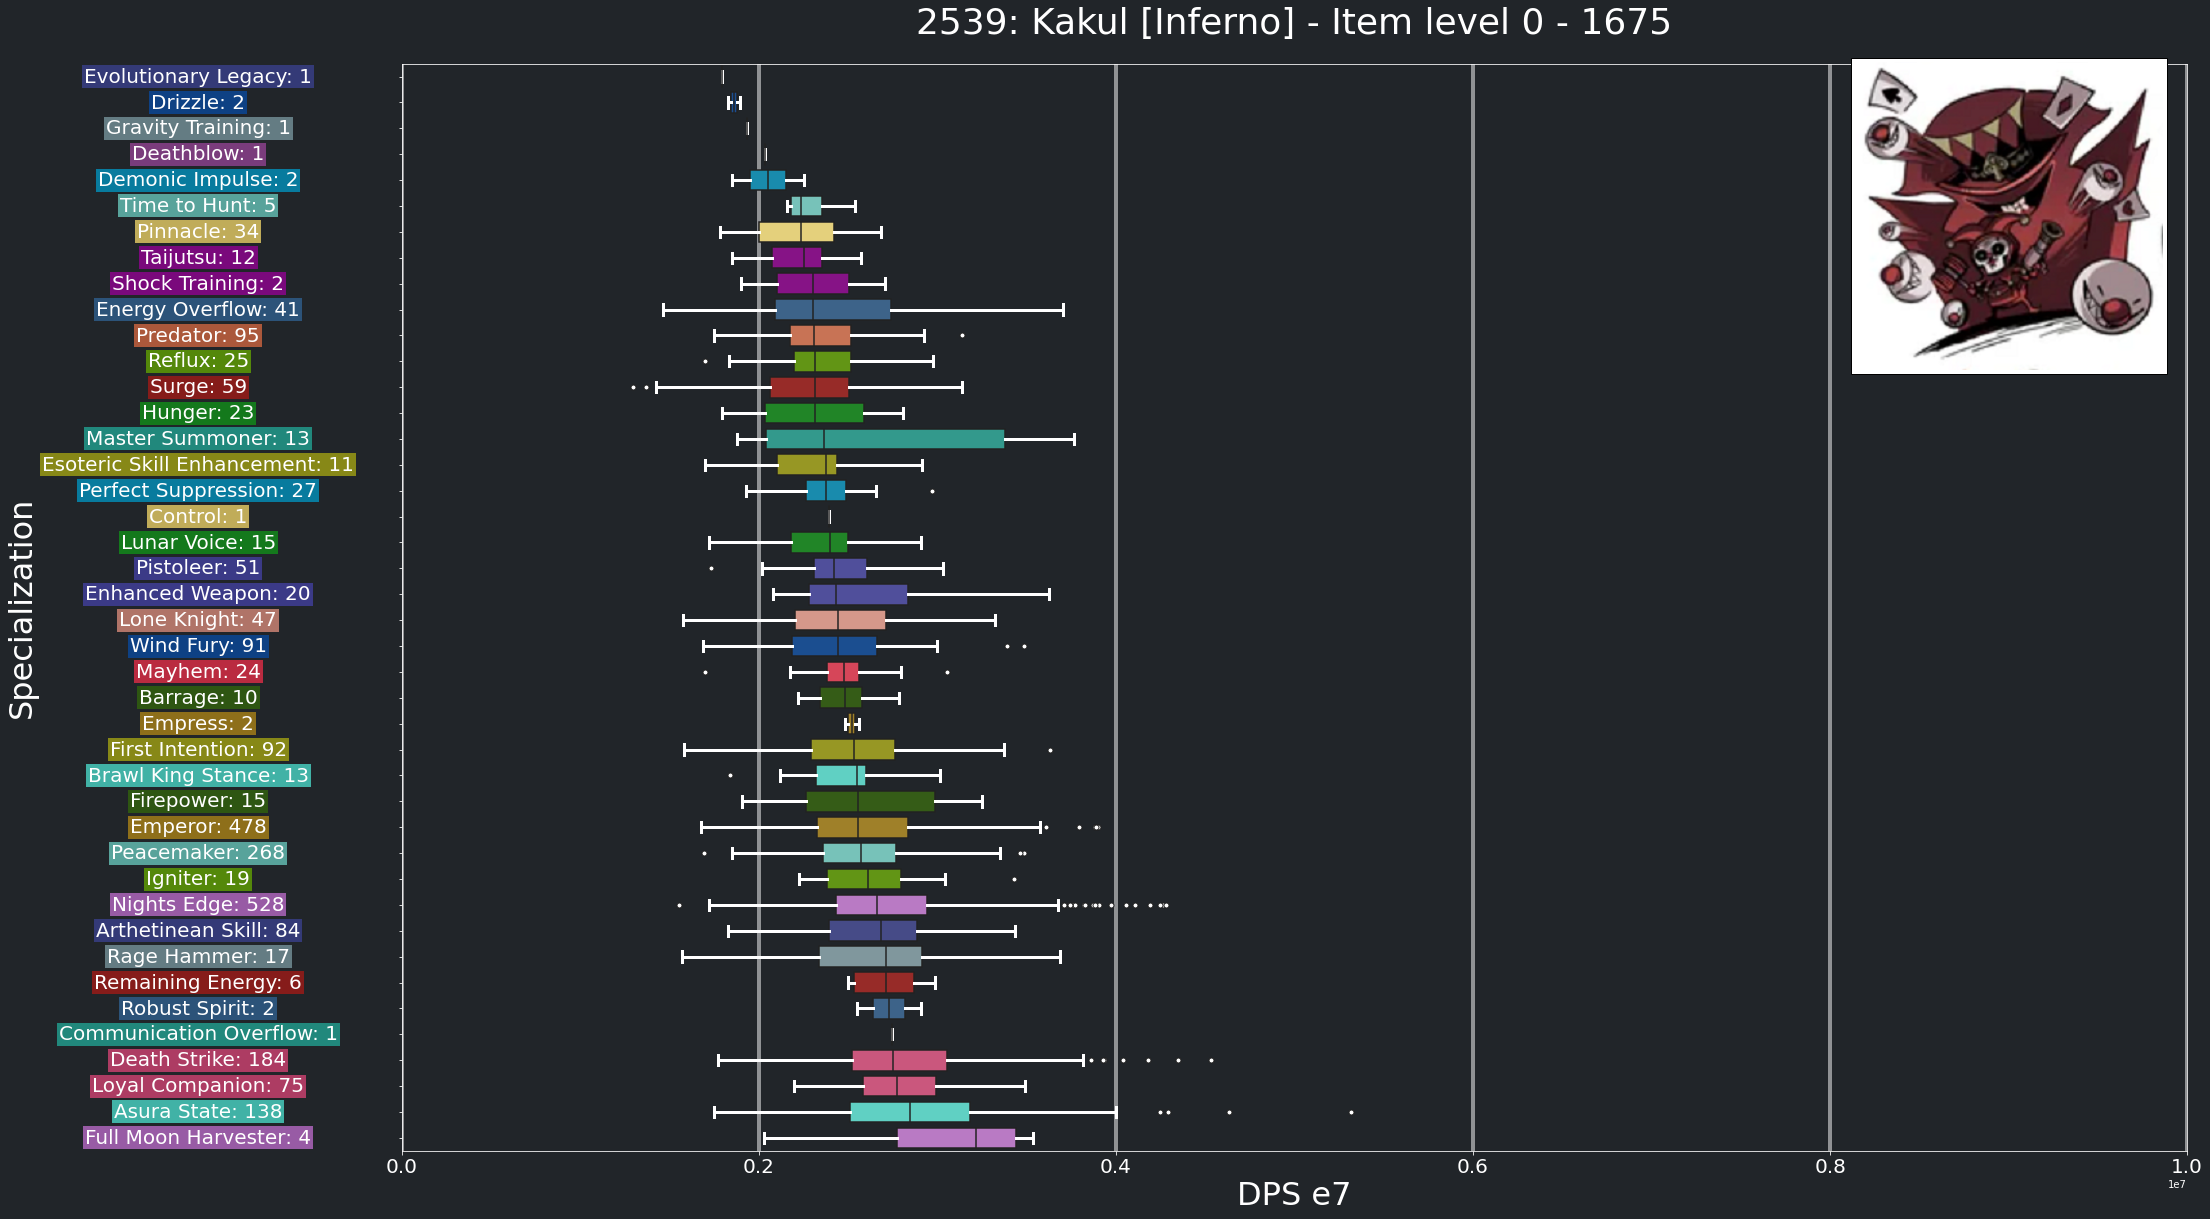 2539: Kakul [Inferno] - Item level 0 - 1675
Evolutionary Legacy: 1
Drizzle: 2
Gravity Training: 1
Deathblow: 1
Demonic Impulse: 2
Time to Hunt: 5
Pinnacle: 34
Taijutsu: 12
Shock Training: 2
Energy Overflow: 41
Predator: 95
Reflux: 25
Surge: 59
Hunger: 23
Master Summoner: 13
Esoteric Skill Enhancement: 11
Perfect Suppression: 27
Control: 1
Lunar Voice: 15
Pistoleer: 51
Enhanced Weapon: 20
Lone Knight: 47
Wind Fury: 91
Mayhem: 24
Barrage: 10
Empress: 2
First Intention: 92
Brawl King Stance: 13
Firepower: 15
Emperor: 478
Peacemaker: 268
Igniter: 19
Nights Edge: 528
Arthetinean Skill: 84
Rage Hammer: 17
Remaining Energy: 6
Robust Spirit: 2
Communication Overflow: 1
Death Strike: 184
Loyal Companion: 75
Asura State: 138
Full Moon Harvester: 4
Specialization
0.0 0.2 0.4 0.6 0.8 1.0
1e7
DPS e7